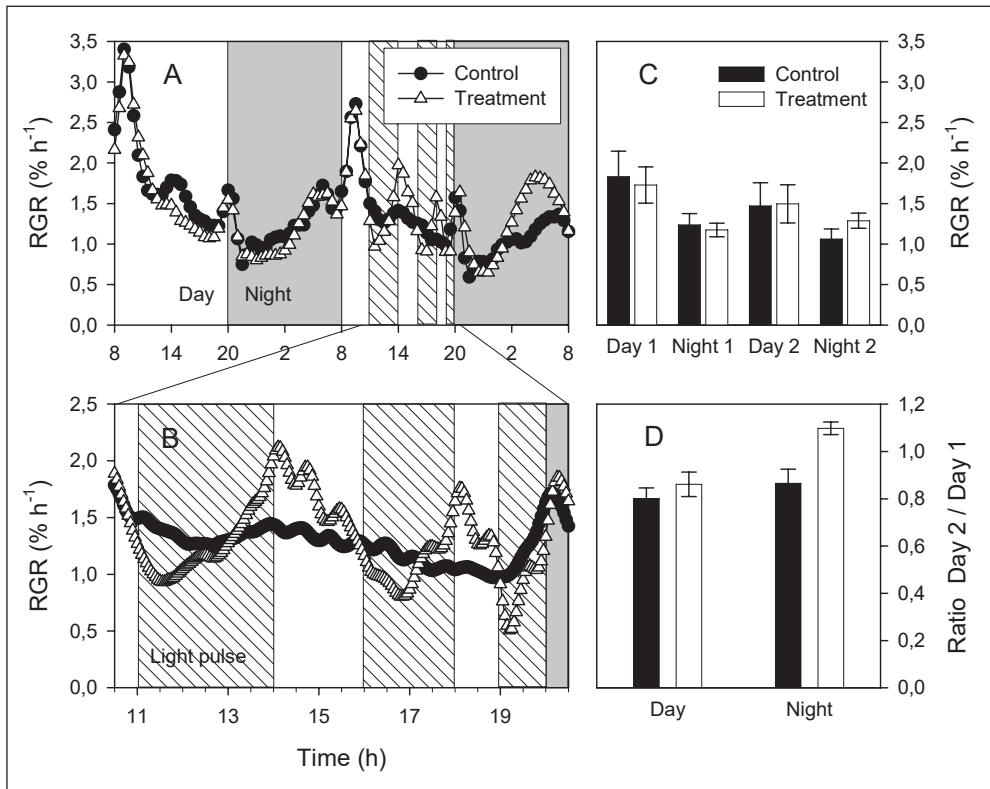 3,5
3,0
2,5
2,0
1,5
1,0
0,5
0,0
RGR (% h-1)
A
Control
Treatment
Day
Night
8
14
20
2
8
14
20
2
8
C
Control
Treatment
3,5
3,0
2,5
2,0
1,5
1,0
0,5
0,0
RGR (% h-1)
Day 1
Night 1
Day 2
Night 2
2,5
2,0
1,5
1,0
0,5
0,0
RGR (% h-1)
B
Light pulse
11
13
15
17
19
Time (h)
D
1,2
1,0
0,8
0,6
0,4
0,2
0,0
Ratio Day 2 / Day 1
Day
Night